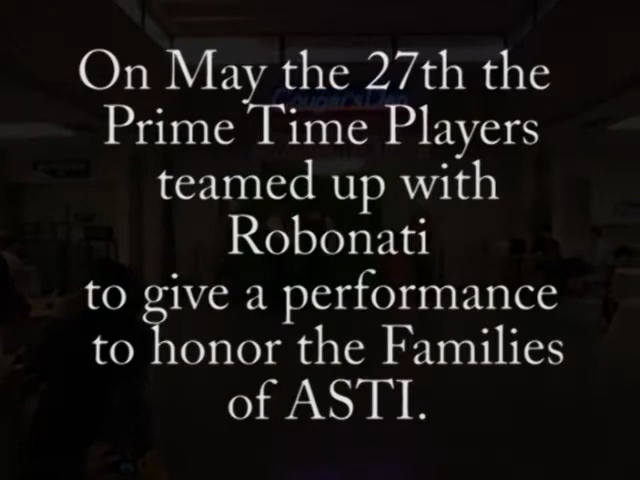 On May the 27th the
Prime Time Players
teamed up with
Robonati
to give a performance
to honor the Families
of ASTI.